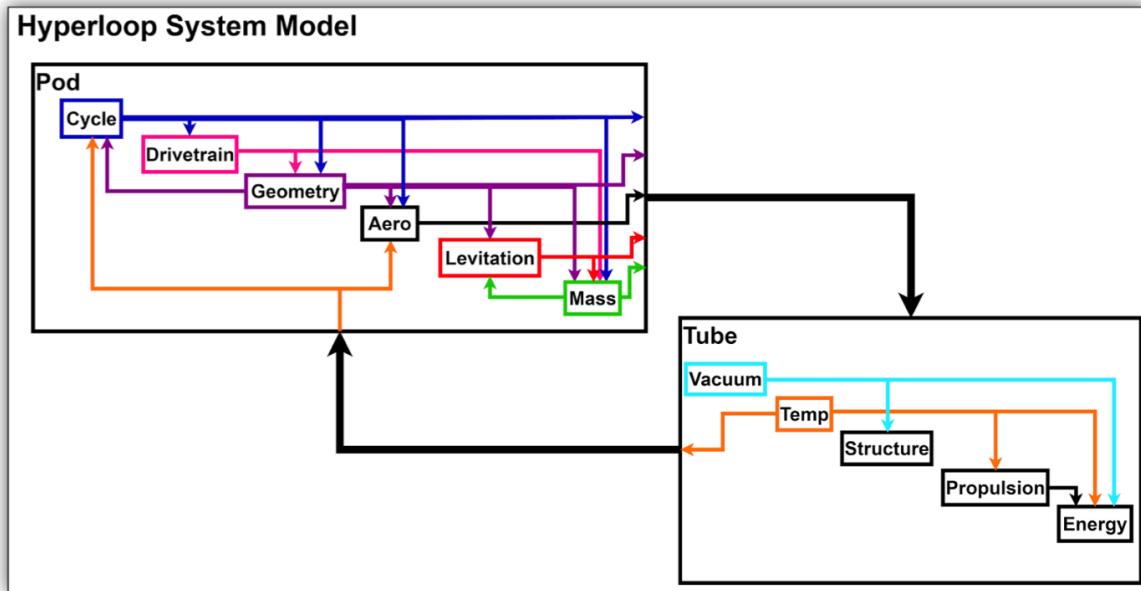 Hyperloop System Model
Pod
Cycle
Drivetrain
Geometry
Aero
Levitation
Mass
Tube
Vacuum
Temp
Structure
Propulsion
Energy